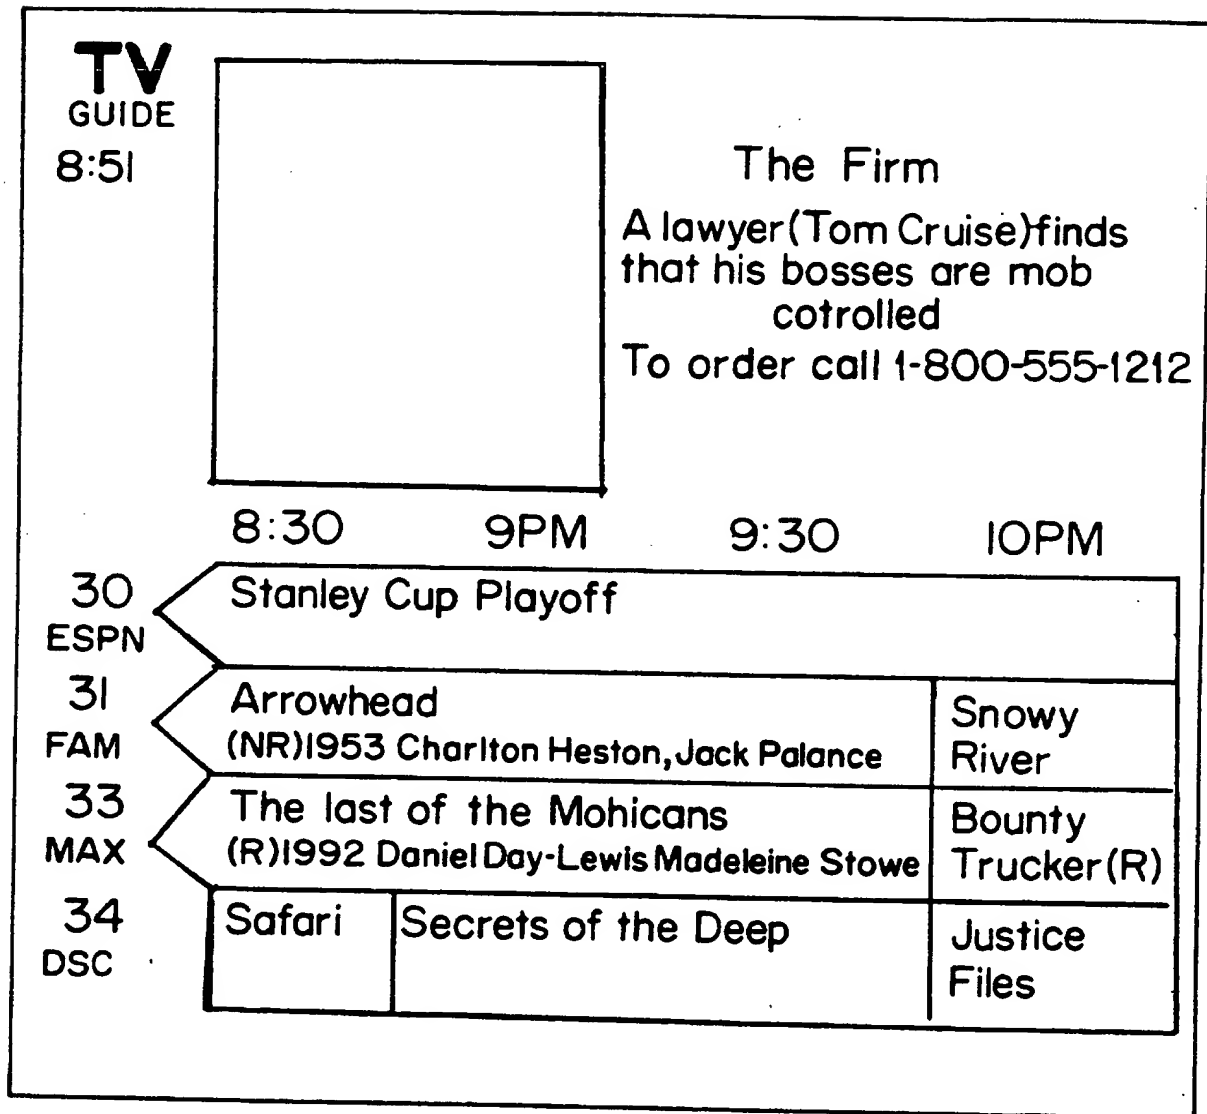 TV
GUIDE
8:51
The Firm
A lawyer(Tom Cruise)finds
that his bosses are mob
cotrolled
To order call 1-800-555-1212
8:30 9PM 9:30 10PM
30
ESPN
Stanley Cup Playoff
31
FAM
Arrowhead
(NR)1953 Charlton Heston, Jack Palance
Snowy
River
33
MAX
The last of the Mohicans
(R)1992 Daniel Day-Lewis Madeleine Stowe
Bounty
Trucker(R)
34
DSC
Safari
Secrets of the Deep
Justice
Files